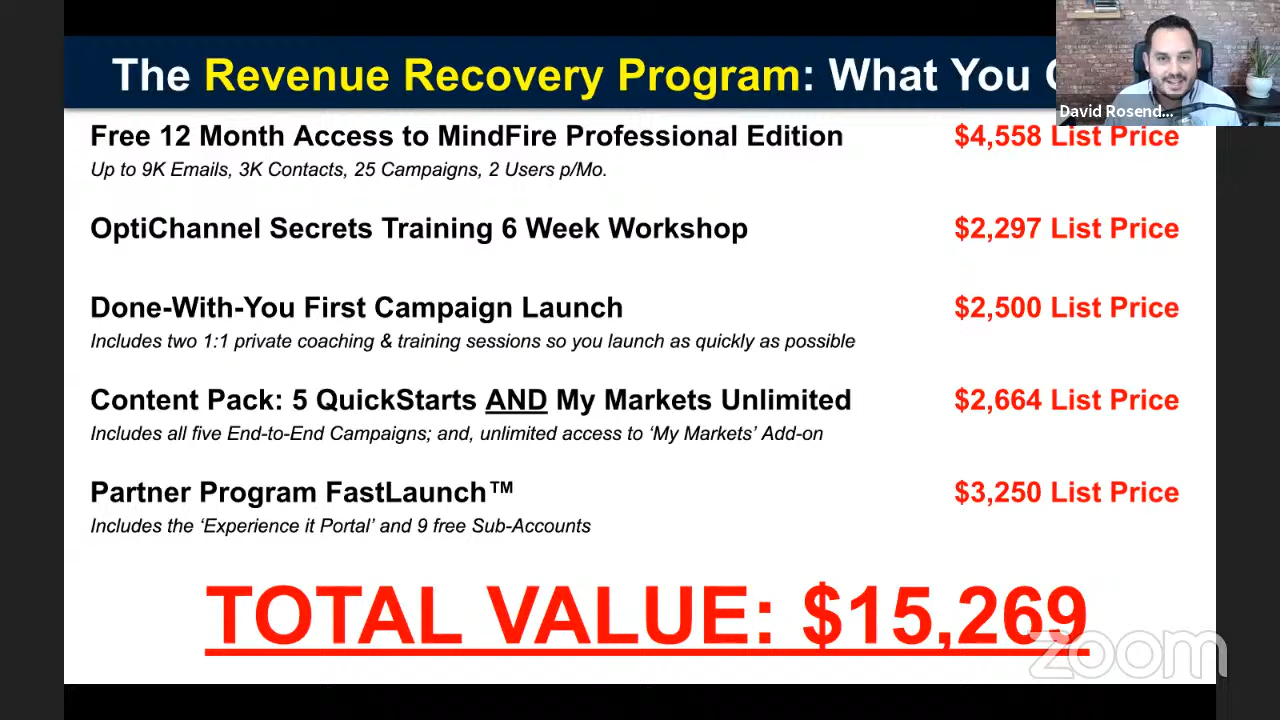 The Revenue Recovery Program: What You
David Rosend...
Free 12 Month Access to MindFire Professional Edition $4,558 List Price
Up to 9K Emails, 3K Contacts, 25 Campaigns, 2 Users p/Mo.
OptiChannel Secrets Training 6 Week Workshop $2,297 List Price
Done-With-You First Campaign Launch $2,500 List Price
Includes two 1:1 private coaching & training sessions so you launch as quickly as possible
Content Pack: 5 QuickStarts AND My Markets Unlimited $2,664 List Price
Includes all five End-to-End Campaigns; and, unlimited access to ‘My Markets’ Add-on
Partner Program FastLaunch™ $3,250 List Price
Includes the ‘Experience it Portal’ and 9 free Sub-Accounts
TOTAL VALUE: $15,269
zoom